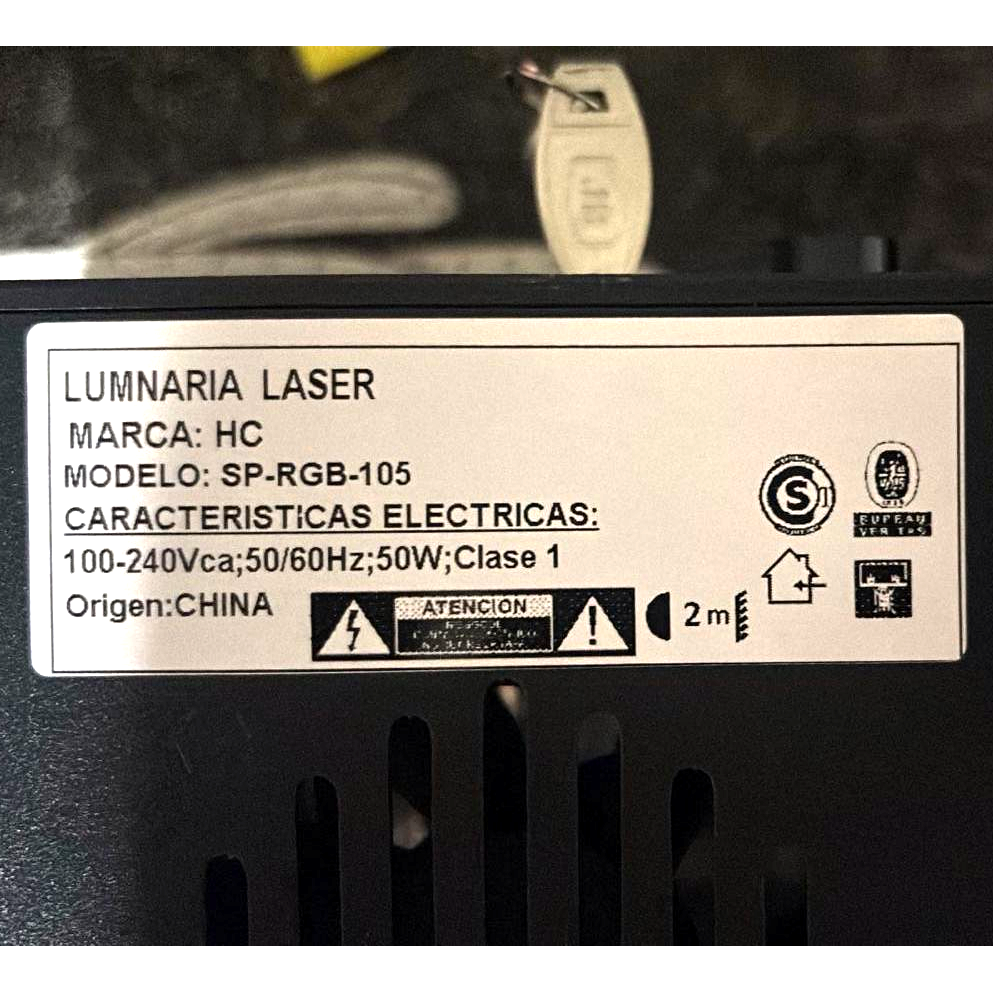 JB
LUMNARIA LASER
MARCA: HC
MODELO: SP-RGB-105
CARACTERISTICAS ELECTRICAS:
100-240Vca;50/60Hz;50W;Clase 1
Origen:CHINA
ATENCION
2 m
S